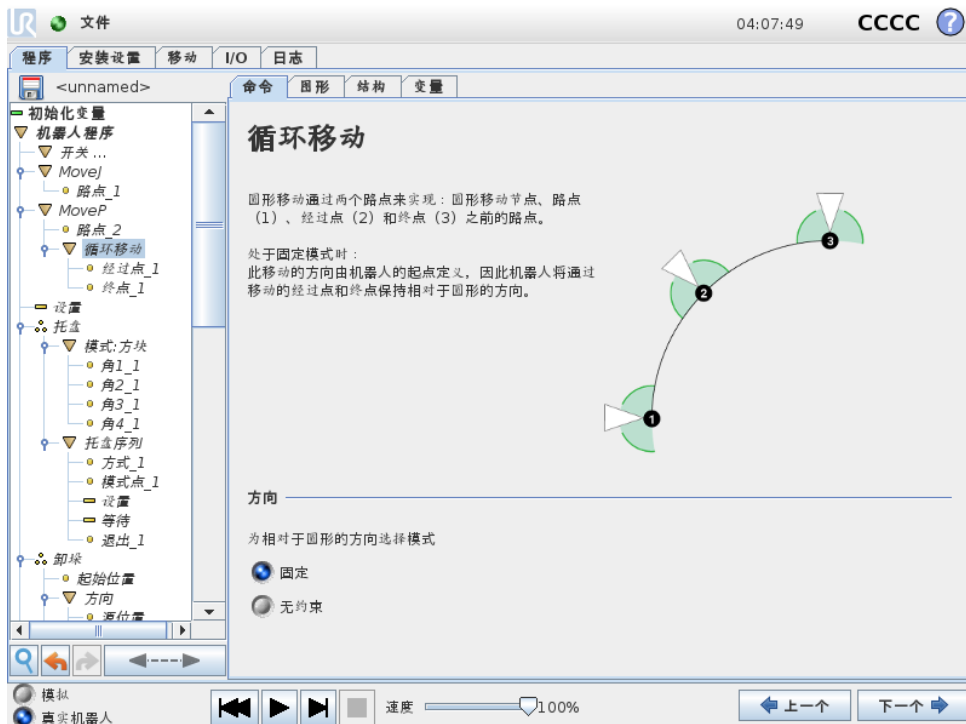 UR 文件 04:07:49 CCCC ?
程序 安装设置 移动 I/O 日志
<unnamed>
命令 图形 结构 变量
初始化变量
机器人程序
开关 ...
MoveJ
路点_1
MoveP
路点_2
循环移动
经过点_1
终点_1
设置
托盘
模式:方块
角1_1
角2_1
角3_1
角4_1
托盘序列
方式_1
模式点_1
设置
等待
退出_1
卸垛
起始位置
方向
源位置
循环移动
圆形移动通过两个路点来实现：圆形移动节点、路点
（1）、经过点（2）和终点（3）之前的路点。
处于固定模式时：
此移动的方向由机器人的起点定义，因此机器人将通过
移动的经过点和终点保持相对于圆形的方向。
3
2
1
方向
为相对于圆形的方向选择模式
固定
无约束
模拟
真实机器人
速度 100%
上一个 下一个